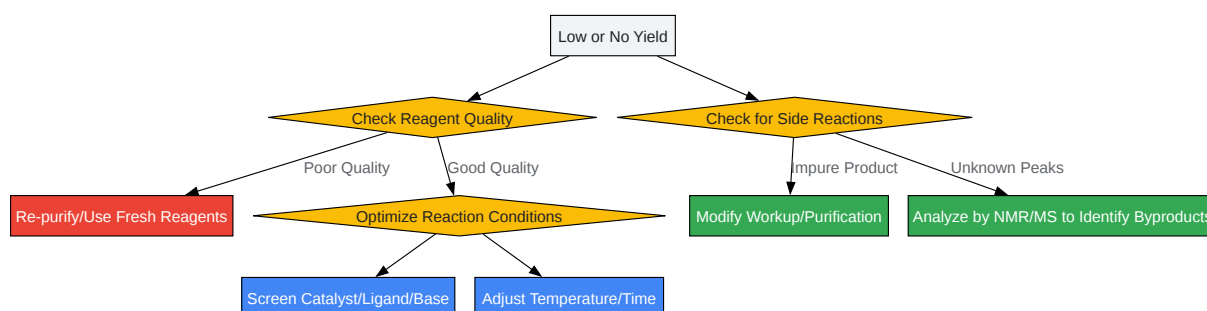 Low or No Yield
Check Reagent Quality
Check for Side Reactions
Poor Quality
Good Quality
Impure Product
Unknown Peaks
Re-purify/Use Fresh Reagents
Optimize Reaction Conditions
Modify Workup/Purification
Analyze by NMR/MS to Identify Byproducts
Screen Catalyst/Ligand/Base
Adjust Temperature/Time